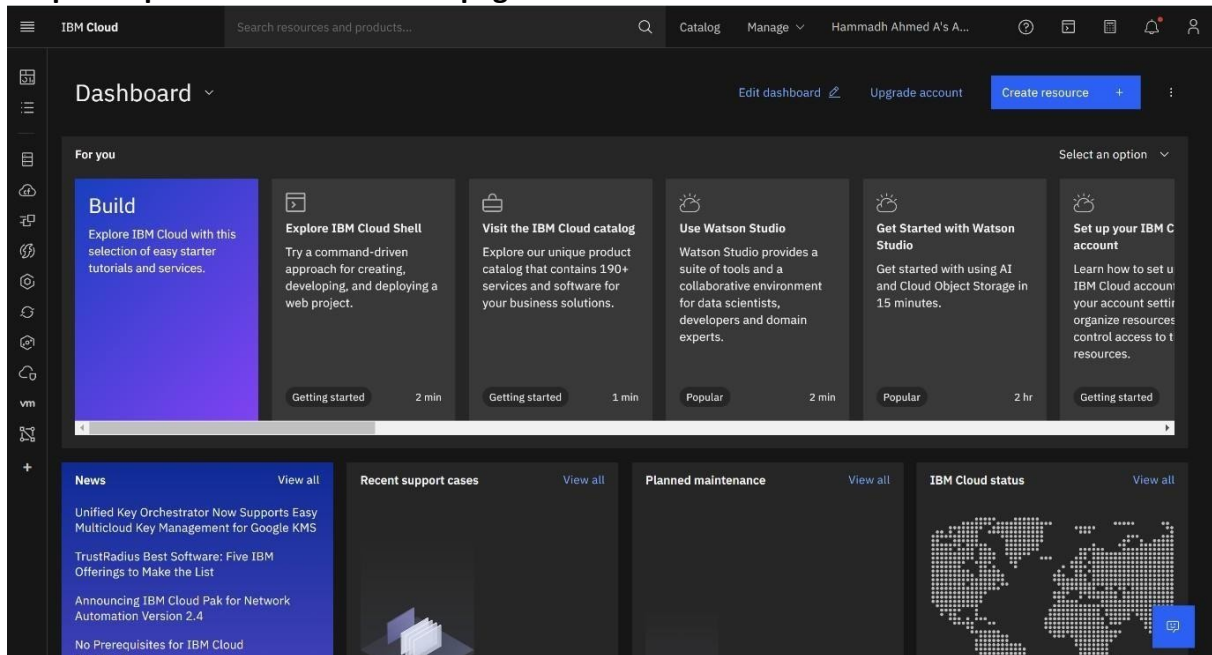 IBM Cloud
Search resources and products...
Catalog
Manage
Hammadh Ahmed A's A...
Dashboard
Edit dashboard
Upgrade account
Create resource +
For you
Select an option
Build
Explore IBM Cloud with this
selection of easy starter
tutorials and services.
Explore IBM Cloud Shell
Try a command-driven
approach for creating,
developing, and deploying a
web project.
Getting started
2 min
Visit the IBM Cloud catalog
Explore our unique product
catalog that contains 190+
services and software for
your business solutions.
Getting started
1 min
Use Watson Studio
Watson Studio provides a
suite of tools and a
collaborative environment
for data scientists,
developers and domain
experts.
Popular
2 min
Get Started with Watson
Studio
Get started with using AI
and Cloud Object Storage in
15 minutes.
Popular
2 hr
Set up your IBM C
account
Learn how to set u
IBM Cloud account
your account settin
organize resources
control access to t
resources.
Getting started
vm
News
View all
Unified Key Orchestrator Now Supports Easy
Multicloud Key Management for Google KMS
TrustRadius Best Software: Five IBM
Offerings to Make the List
Announcing IBM Cloud Pak for Network
Automation Version 2.4
No Prerequisites for IBM Cloud
Recent support cases
View all
Planned maintenance
View all
IBM Cloud status
View all